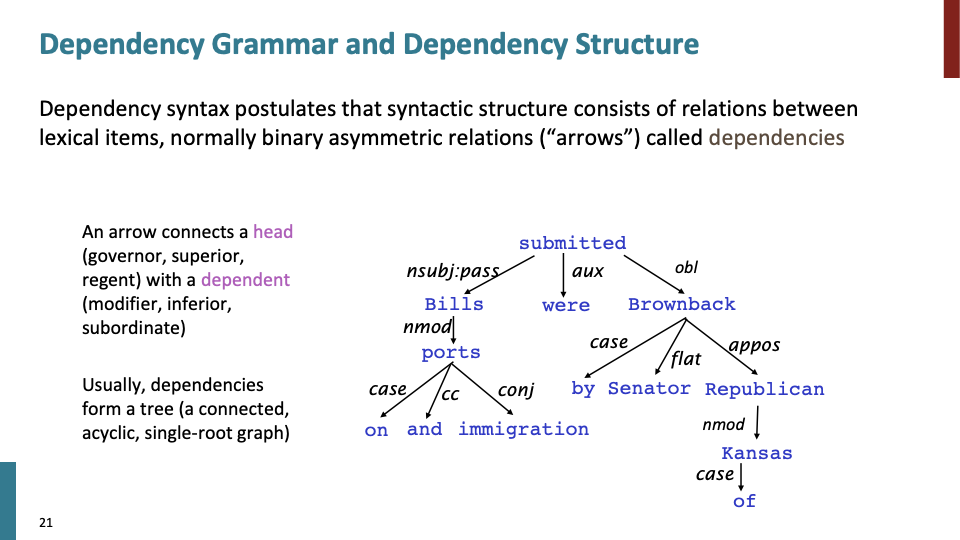 Dependency Grammar and Dependency Structure
Dependency syntax postulates that syntactic structure consists of relations between
lexical items, normally binary asymmetric relations (“arrows”) called dependencies
An arrow connects a head
(governor, superior,
regent) with a dependent
(modifier, inferior,
subordinate)
Usually, dependencies
form a tree (a connected,
acyclic, single-root graph)
submitted
nsubj:pass aux obl
Bills were Brownback
nmod
ports
case flat appos
by Senator Republican
case cc conj
on and immigration
nmod
Kansas
case
of
21